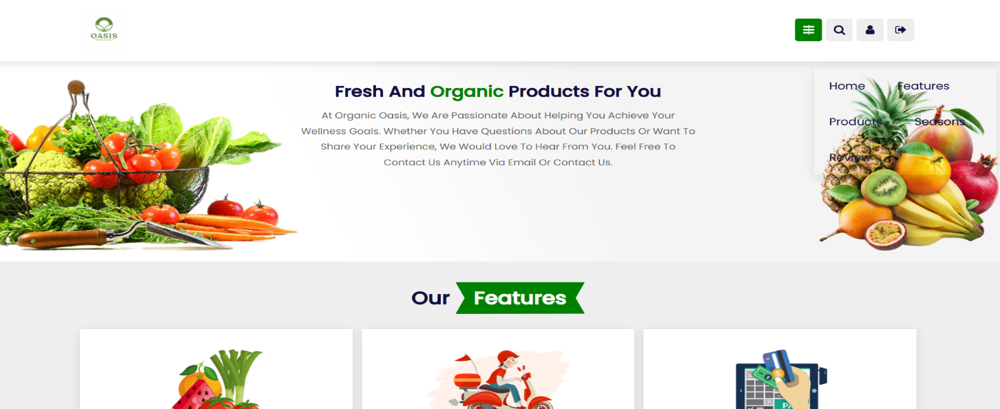 OASIS
Fresh And Organic Products For You
At Organic Oasis, We Are Passionate About Helping You Achieve Your
Wellness Goals. Whether You Have Questions About Our Products Or Want To
Share Your Experience, We Would Love To Hear From You. Feel Free To
Contact Us Anytime Via Email Or Contact Us.
Home Features
Products Seasons
Review
Our Features